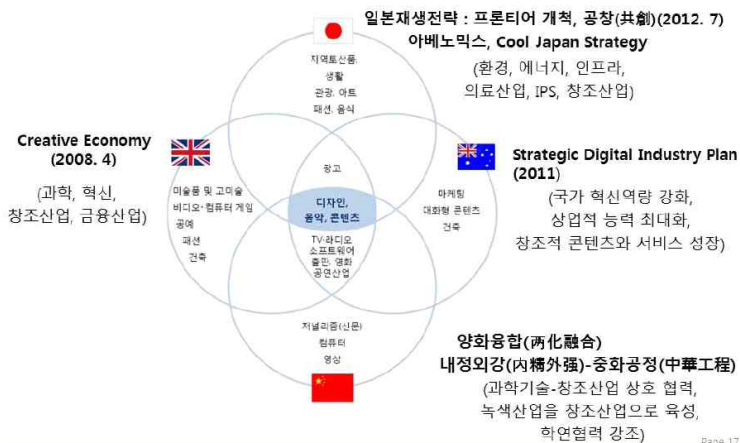 일본재생전략 : 프론티어 개척, 공창(共創)(2012. 7)
아베노믹스, Cool Japan Strategy
(환경, 에너지, 인프라,
의료산업, IPS, 창조산업)
지역토산품,
생활
관광, 아트
패션, 음식
Creative Economy
(2008. 4)
(과학, 혁신,
창조산업, 금융산업)
미술품 및 고미술
비디오·컴퓨터 게임
공예
패션
건축
광고
디자인,
음악, 콘텐츠
TV·라디오
소프트웨어
출판, 영화
공연산업
마케팅
대화형 콘텐츠
건축
Strategic Digital Industry Plan
(2011)
(국가 혁신역량 강화,
상업적 능력 최대화,
창조적 콘텐츠와 서비스 성장)
저널리즘(신문)
컴퓨터
영상
양화융합(两化融合)
내정외강(内精外强)-중화공정(中華工程)
(과학기술-창조산업 상호 협력,
녹색산업을 창조산업으로 육성,
학연협력 강조)
Page 17